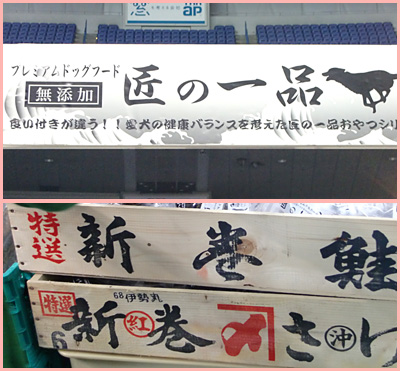 プレミアムドッグフード
無添加 匠の一品
食い付きが違う!!愛犬の健康バランスを考えた匠の一品おやつシリ
特選 新巻鮭
68 伊勢丸
特選 新巻 紅 さけ 沖
6